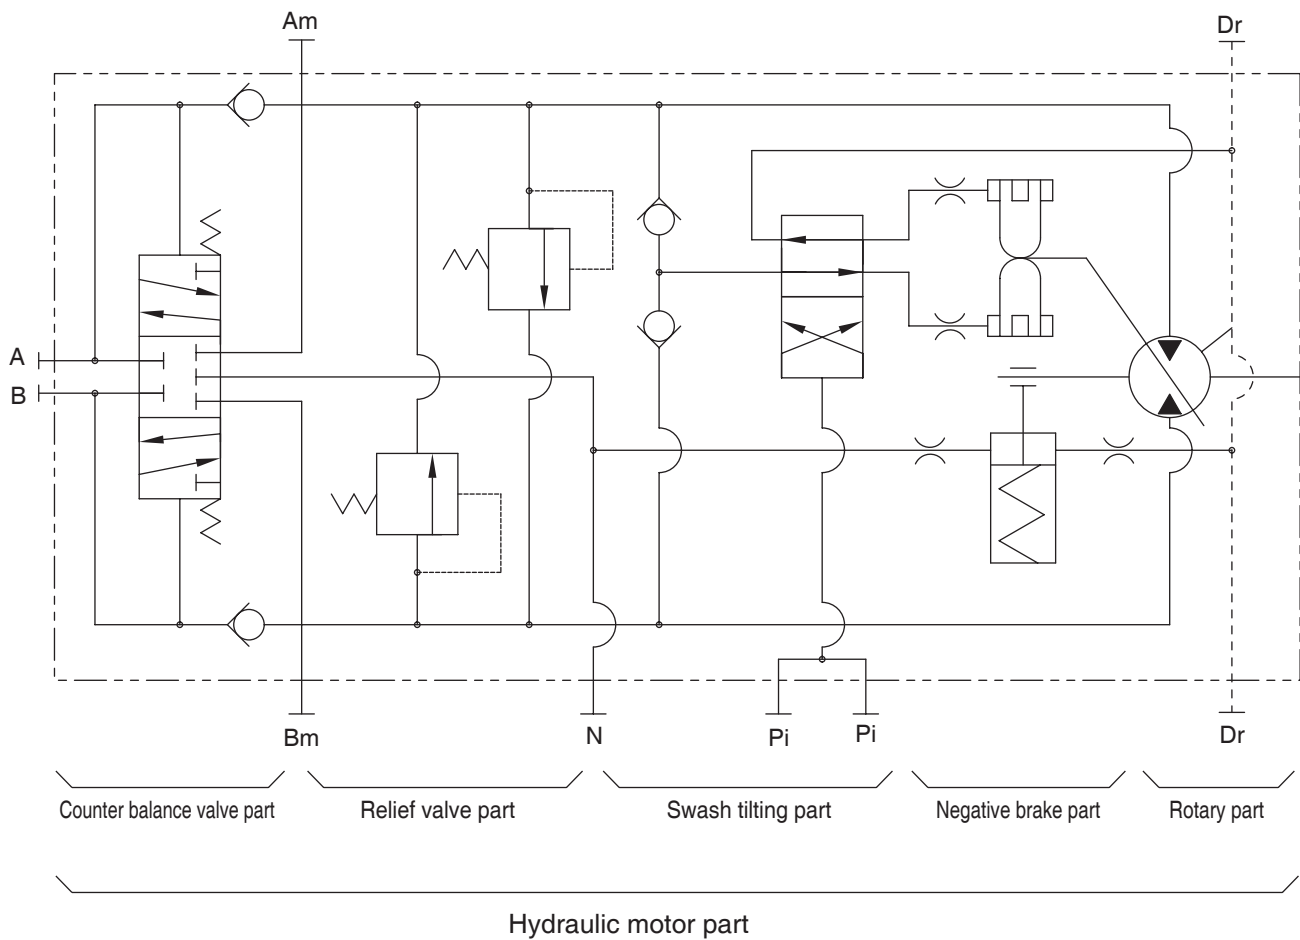 Am
Dr
A
B
Bm
N
Pi
Pi
Dr
Counter balance valve part
Relief valve part
Swash tilting part
Negative brake part
Rotary part
Hydraulic motor part